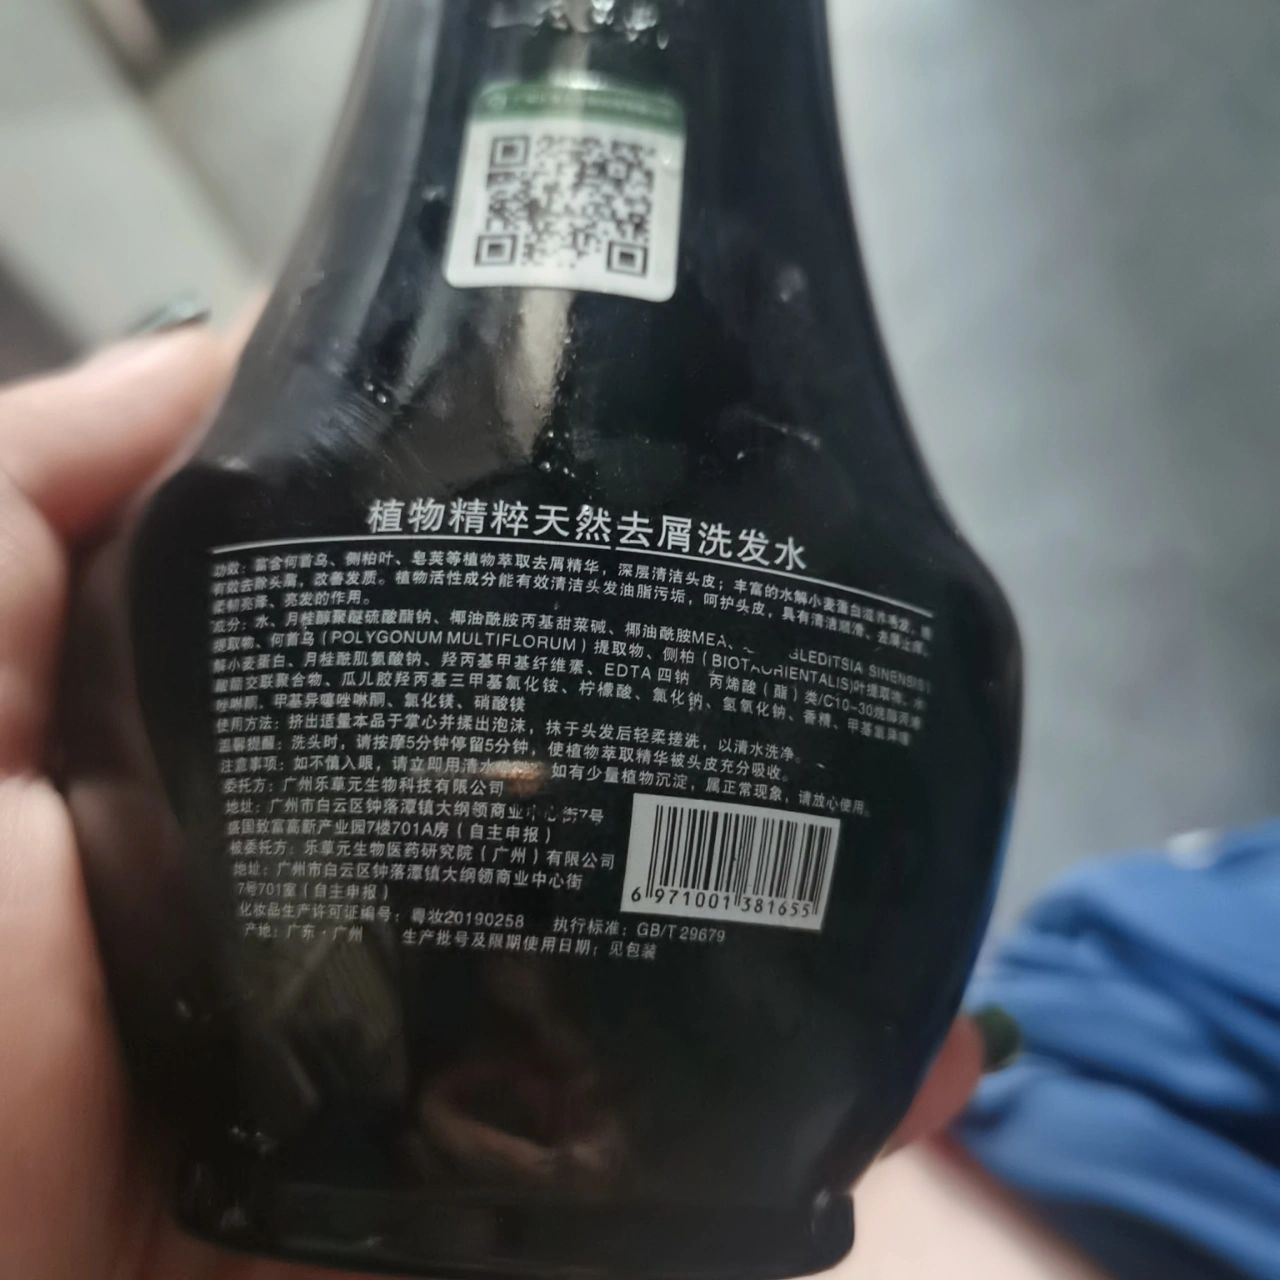 植物精粹天然去屑洗发水
功效：富含何首乌、侧柏叶、皂荚等植物萃取去屑精华，深层清洁头皮；丰富的水解小麦蛋白滋养毛发，
有效去除头屑，改善发质。植物活性成分能有效清洁头发油脂污垢，呵护头皮，具有清洁润滑、去屑止痒、
柔韧亮泽、亮发的作用。
成分：水、月桂醇聚醚硫酸酯钠、椰油酰胺丙基甜菜碱、椰油酰胺MEA、 GLEDITSIA SINENSIS
提取物、何首乌（POLYGONUM MULTIFLORUM）提取物、侧柏（BIOTA ORIENTALIS)叶提取物、水
解小麦蛋白、月桂酰肌氨酸钠、羟丙基甲基纤维素、EDTA 四钠 丙烯酸（酯）类/C10-30烷醇丙烯
酸酯交联聚合物、瓜儿胶羟丙基三甲基氯化铵、柠檬酸、氯化钠、氢氧化钠、香精、甲基氯异噻
唑啉酮、甲基异噻唑啉酮、氯化镁、硝酸镁
使用方法：挤出适量本品于掌心并揉出泡沫，抹于头发后轻柔搓洗，以清水洗净。
温馨提醒：洗头时，请按摩5分钟停留5分钟，使植物萃取精华被头皮充分吸收。
注意事项：如不慎入眼，请立即用清水 如有少量植物沉淀，属正常现象，请放心使用。
委托方：广州乐草元生物科技有限公司
地址：广州市白云区钟落潭镇大纲领商业中心街7号
盛国致富高新产业园7楼701A房（自主申报）
被委托方：乐草元生物医药研究院（广州）有限公司
地址：广州市白云区钟落潭镇大纲领商业中心街
7号701室（自主申报）
化妆品生产许可证编号：粤妆20190258 执行标准：GB/T 29679
产地：广东·广州 生产批号及限期使用日期：见包装
6 971001 381655